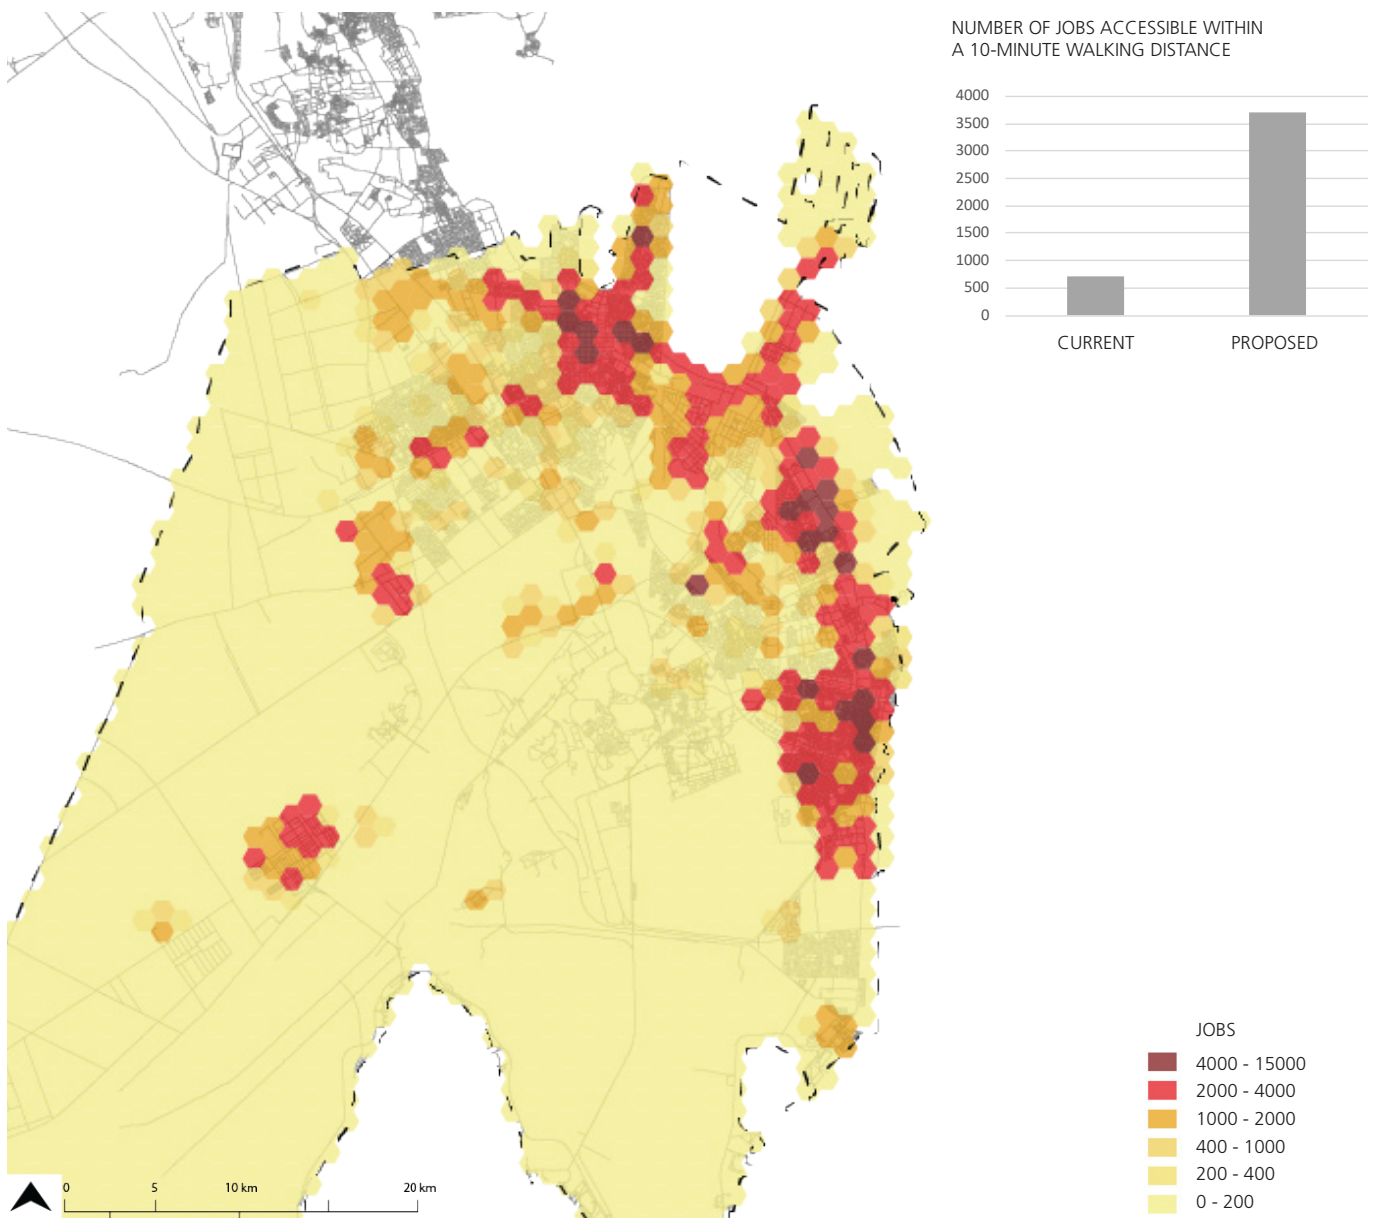 NUMBER OF JOBS ACCESSIBLE WITHIN
A 10-MINUTE WALKING DISTANCE
4000
3500
3000
2500
2000
1500
1000
500
0
CURRENT PROPOSED
JOBS
4000 - 15000
2000 - 4000
1000 - 2000
400 - 1000
200 - 400
0 - 200
0 5 10 km 20 km